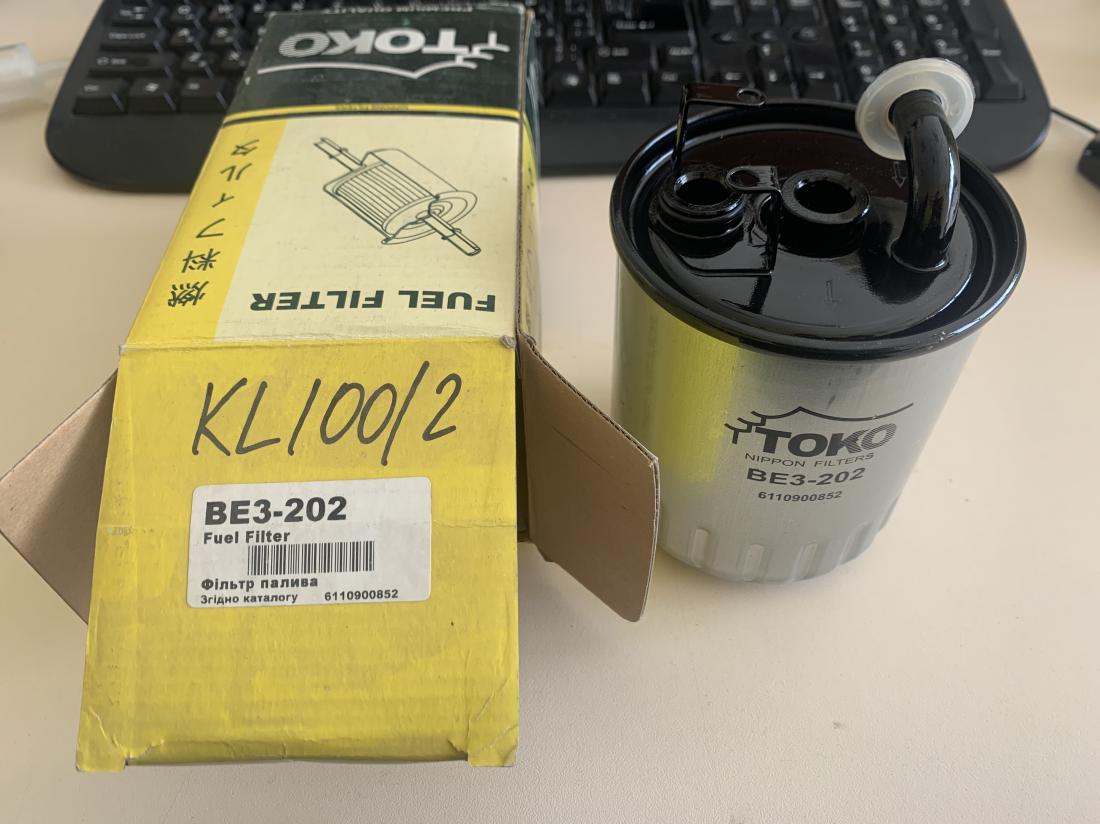 TOKO
燃料フィルタ
FUEL FILTER
KL100/2
BE3-202
Fuel Filter
Фільтр палива
Згідно каталогу 6110900852
TOKO
NIPPON FILTERS
BE3-202
6110900852